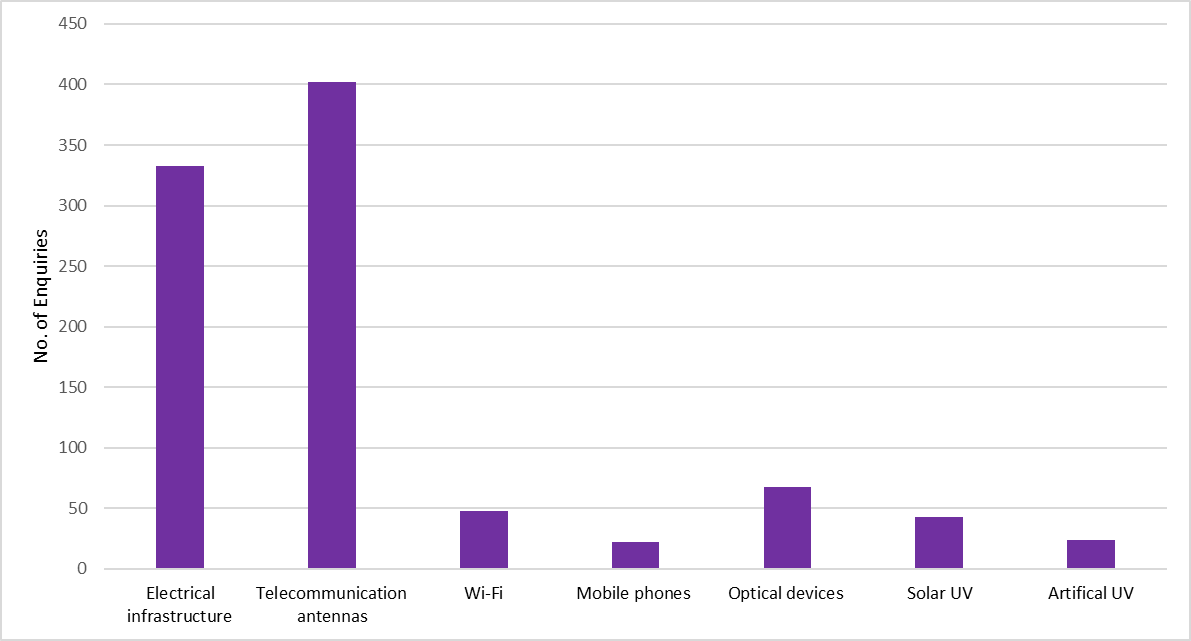 450
400
350
300
250
200
150
100
50
0
No. of Enquiries
Electrical
infrastructure
Telecommunication
antennas
Wi-Fi
Mobile phones
Optical devices
Solar UV
Artifical UV